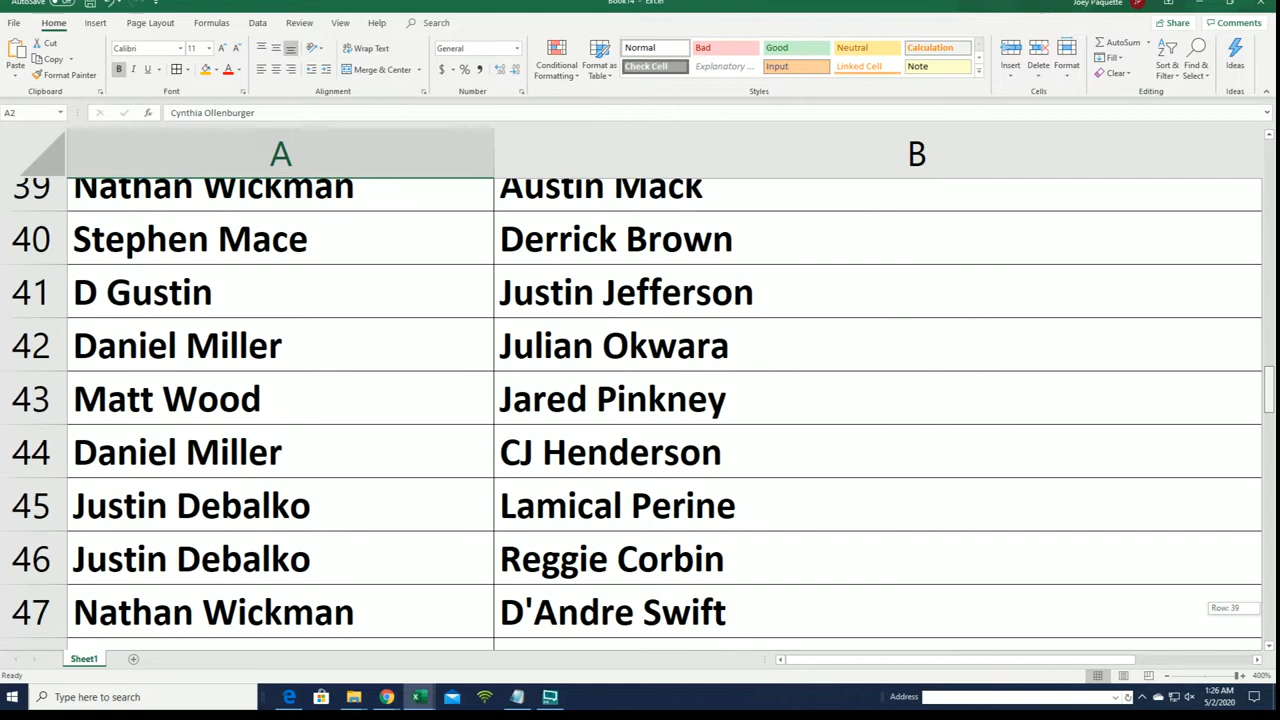 AutoSave Off Book14 - Excel Joey Paquette JP
File Home Insert Page Layout Formulas Data Review View Help Search Share Comments
Paste Cut Copy Format Painter Clipboard
Calibri 11 B I U Font
Wrap Text Merge & Center Alignment
General $ % Number
Conditional Formatting Format as Table
Normal Bad Good Neutral Calculation
Check Cell Explanatory ... Input Linked Cell Note
Styles
Insert Delete Format Cells
AutoSum Fill Clear Sort & Filter Find & Select Editing
Ideas Ideas
A2 fx Cynthia Ollenburger
A B
39 Nathan Wickman Austin Mack
40 Stephen Mace Derrick Brown
41 D Gustin Justin Jefferson
42 Daniel Miller Julian Okwara
43 Matt Wood Jared Pinkney
44 Daniel Miller CJ Henderson
45 Justin Debalko Lamical Perine
46 Justin Debalko Reggie Corbin
47 Nathan Wickman D'Andre Swift
Row: 39
Sheet1
Ready 400%
Type here to search Address 1:26 AM
5/2/2020